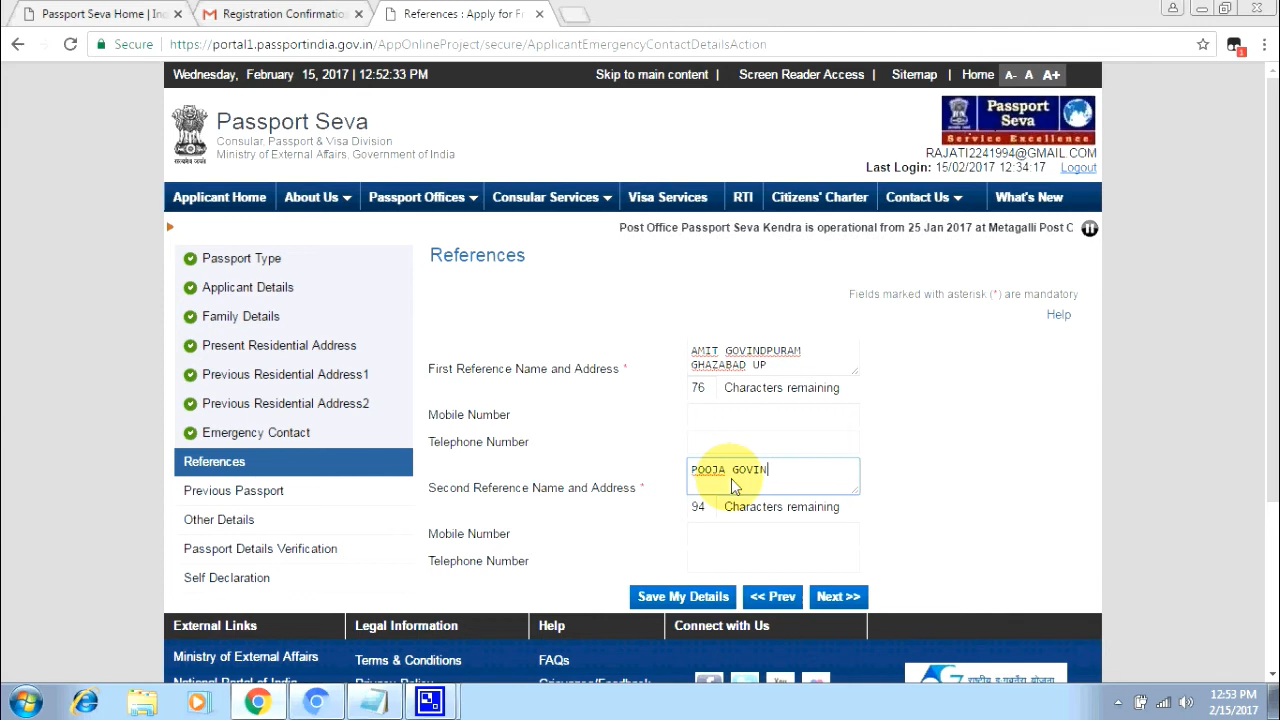 Passport Seva Home | In
Registration Confirmatio
References : Apply for F
Secure
https://portal1.passportindia.gov.in/AppOnlineProject/secure/ApplicantEmergencyContactDetailsAction
1
Wednesday, February 15, 2017 | 12:52:33 PM
Skip to main content | Screen Reader Access | Sitemap | Home A- A A+
Passport Seva
Consular, Passport & Visa Division
Ministry of External Affairs, Government of India
सत्यमेव जयते
Passport
Seva
Service Excellence
RAJATI2241994@GMAIL.COM
Last Login: 15/02/2017 12:34:17 Logout
Applicant Home About Us Passport Offices Consular Services Visa Services RTI Citizens' Charter Contact Us What's New
Post Office Passport Seva Kendra is operational from 25 Jan 2017 at Metagalli Post C
Passport Type
Applicant Details
Family Details
Present Residential Address
Previous Residential Address1
Previous Residential Address2
Emergency Contact
References
Previous Passport
Other Details
Passport Details Verification
Self Declaration
References
Fields marked with asterisk (*) are mandatory
Help
First Reference Name and Address *
AMIT GOVINDPURAM
GHAZABAD UP
76 Characters remaining
Mobile Number
Telephone Number
Second Reference Name and Address *
POOJA GOVIN
94 Characters remaining
Mobile Number
Telephone Number
Save My Details << Prev Next >>
External Links Legal Information Help Connect with Us
Ministry of External Affairs Terms & Conditions FAQs
12:53 PM
2/15/2017